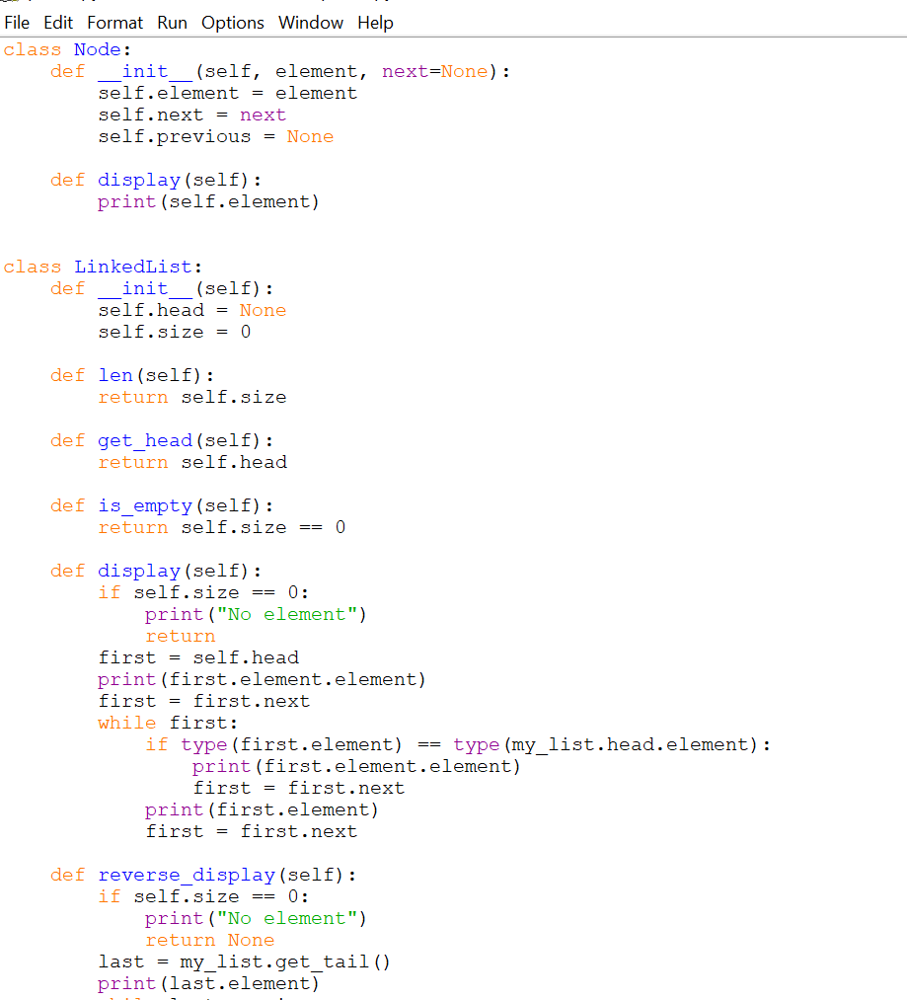 File Edit Format Run Options Window Help
class Node:
    def __init__(self, element, next=None):
        self.element = element
        self.next = next
        self.previous = None

    def display(self):
        print(self.element)


class LinkedList:
    def __init__(self):
        self.head = None
        self.size = 0

    def len(self):
        return self.size

    def get_head(self):
        return self.head

    def is_empty(self):
        return self.size == 0

    def display(self):
        if self.size == 0:
            print("No element")
            return
        first = self.head
        print(first.element.element)
        first = first.next
        while first:
            if type(first.element) == type(my_list.head.element):
                print(first.element.element)
                first = first.next
            print(first.element)
            first = first.next

    def reverse_display(self):
        if self.size == 0:
            print("No element")
            return None
        last = my_list.get_tail()
        print(last.element)